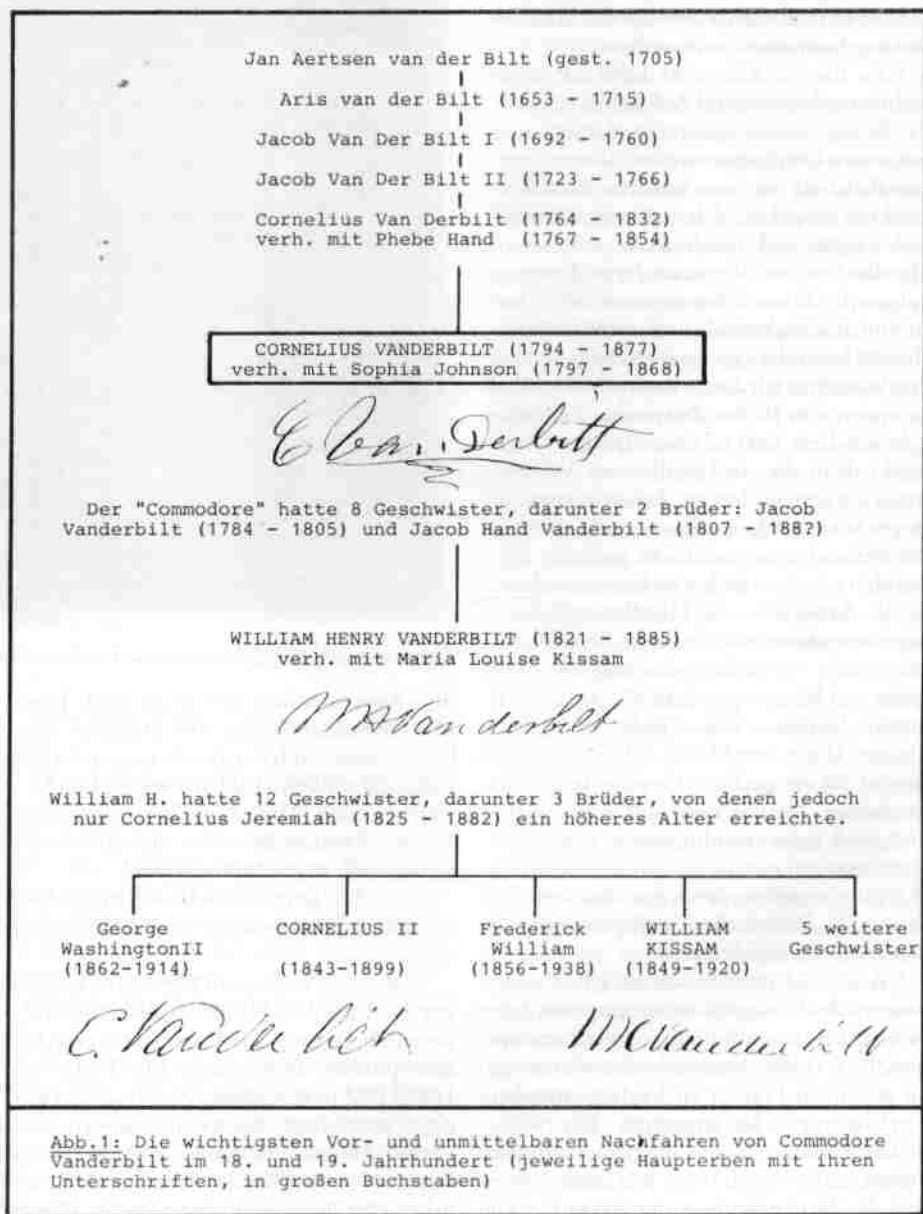 Jan Aertsen van der Bilt (gest. 1705)
Aris van der Bilt (1653 - 1715)
Jacob Van Der Bilt I (1692 - 1760)
Jacob Van Der Bilt II (1723 - 1766)
Cornelius Van Derbilt (1764 - 1832)
verh. mit Phebe Hand (1767 - 1854)
CORNELIUS VANDERBILT (1794 - 1877)
verh. mit Sophia Johnson (1797 - 1868)
C Van Derbilt
Der "Commodore" hatte 8 Geschwister, darunter 2 Brüder: Jacob
Vanderbilt (1784 - 1805) und Jacob Hand Vanderbilt (1807 - 188?)
WILLIAM HENRY VANDERBILT (1821 - 1885)
verh. mit Maria Louise Kissam
WHVanderbilt
William H. hatte 12 Geschwister, darunter 3 Brüder, von denen jedoch
nur Cornelius Jeremiah (1825 - 1882) ein höheres Alter erreichte.
George
WashingtonII
(1862-1914)
CORNELIUS II
(1843-1899)
Frederick
William
(1856-1938)
WILLIAM
KISSAM
(1849-1920)
5 weitere
Geschwister
C. Vanderbilt
WKVanderbilt
Abb.1: Die wichtigsten Vor- und unmittelbaren Nachfahren von Commodore
Vanderbilt im 18. und 19. Jahrhundert (jeweilige Haupterben mit ihren
Unterschriften, in großen Buchstaben)